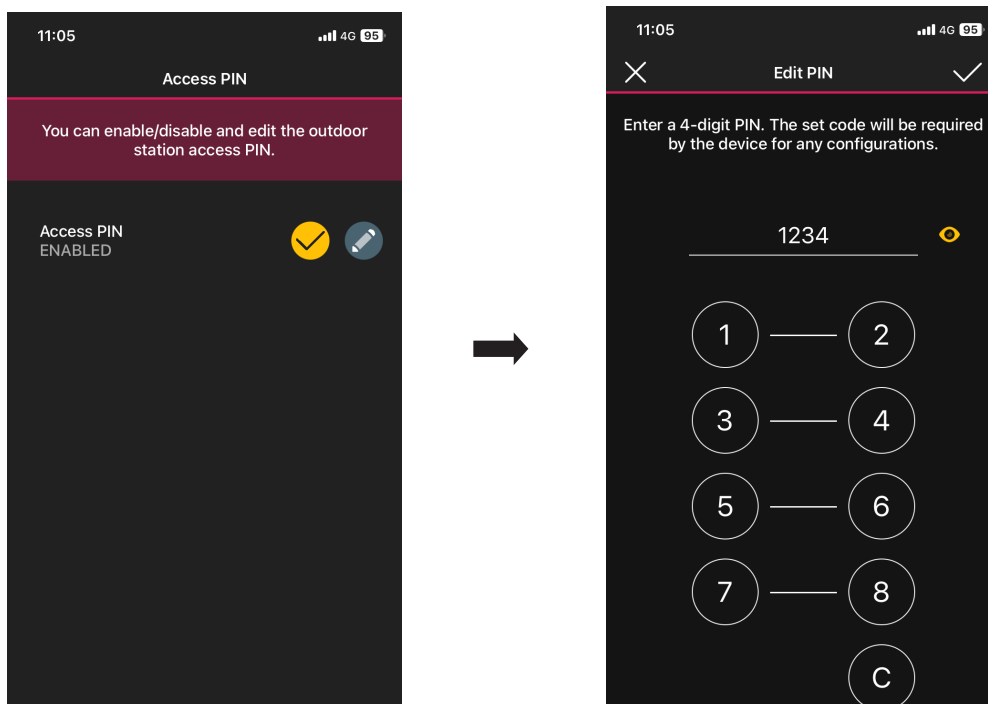 11:05
4G 95
Access PIN
You can enable/disable and edit the outdoor
station access PIN.
Access PIN
ENABLED
11:05
4G 95
Edit PIN
Enter a 4-digit PIN. The set code will be required
by the device for any configurations.
1234
1 2
3 4
5 6
7 8
C